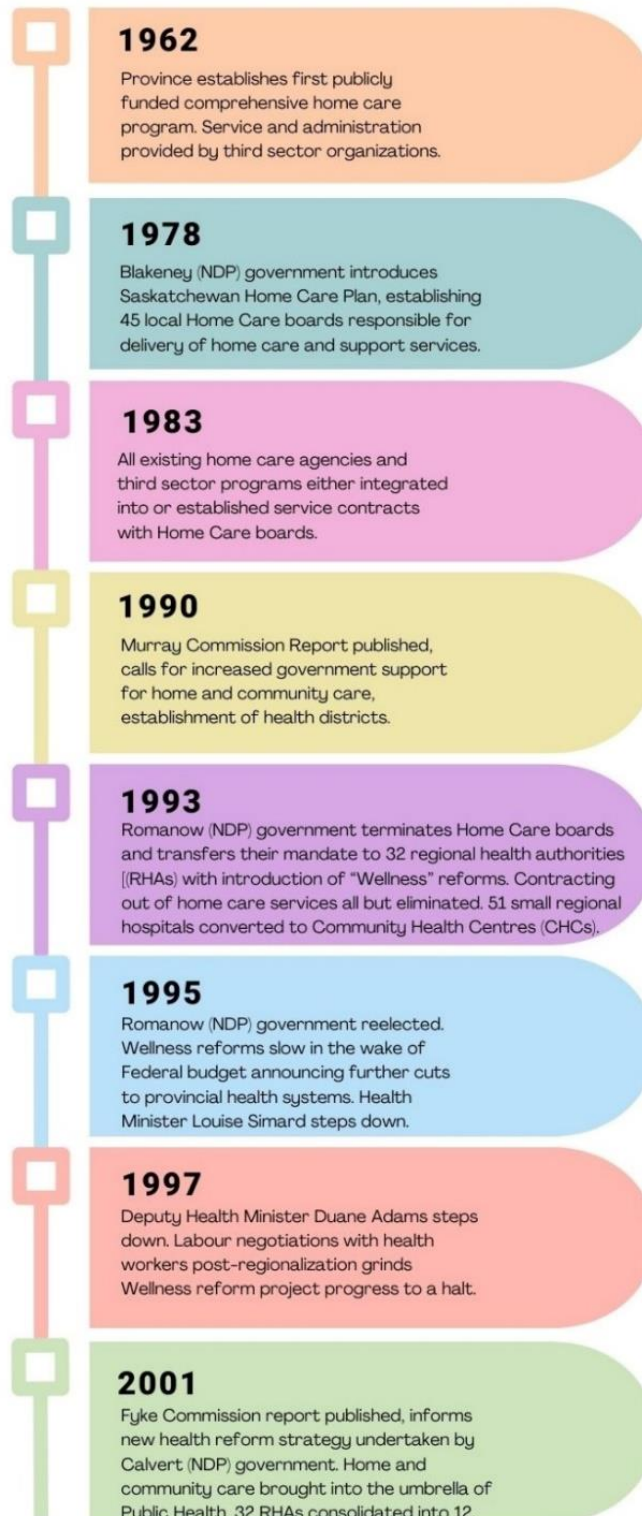 1962
Province establishes first publicly
funded comprehensive home care
program. Service and administration
provided by third sector organizations.
1978
Blakeney (NDP) government introduces
Saskatchewan Home Care Plan, establishing
45 local Home Care boards responsible for
delivery of home care and support services.
1983
All existing home care agencies and
third sector programs either integrated
into or established service contracts
with Home Care boards.
1990
Murray Commission Report published,
calls for increased government support
for home and community care,
establishment of health districts.
1993
Romanow (NDP) government terminates Home Care boards
and transfers their mandate to 32 regional health authorities
[(RHAs) with introduction of “Wellness” reforms. Contracting
out of home care services all but eliminated. 51 small regional
hospitals converted to Community Health Centres (CHCs).
1995
Romanow (NDP) government reelected.
Wellness reforms slow in the wake of
Federal budget announcing further cuts
to provincial health systems. Health
Minister Louise Simard steps down.
1997
Deputy Health Minister Duane Adams steps
down. Labour negotiations with health
workers post-regionalization grinds
Wellness reform project progress to a halt.
2001
Fyke Commission report published, informs
new health reform strategy undertaken by
Calvert (NDP) government. Home and
community care brought into the umbrella of
Public Health. 32 RHAs consolidated into 12